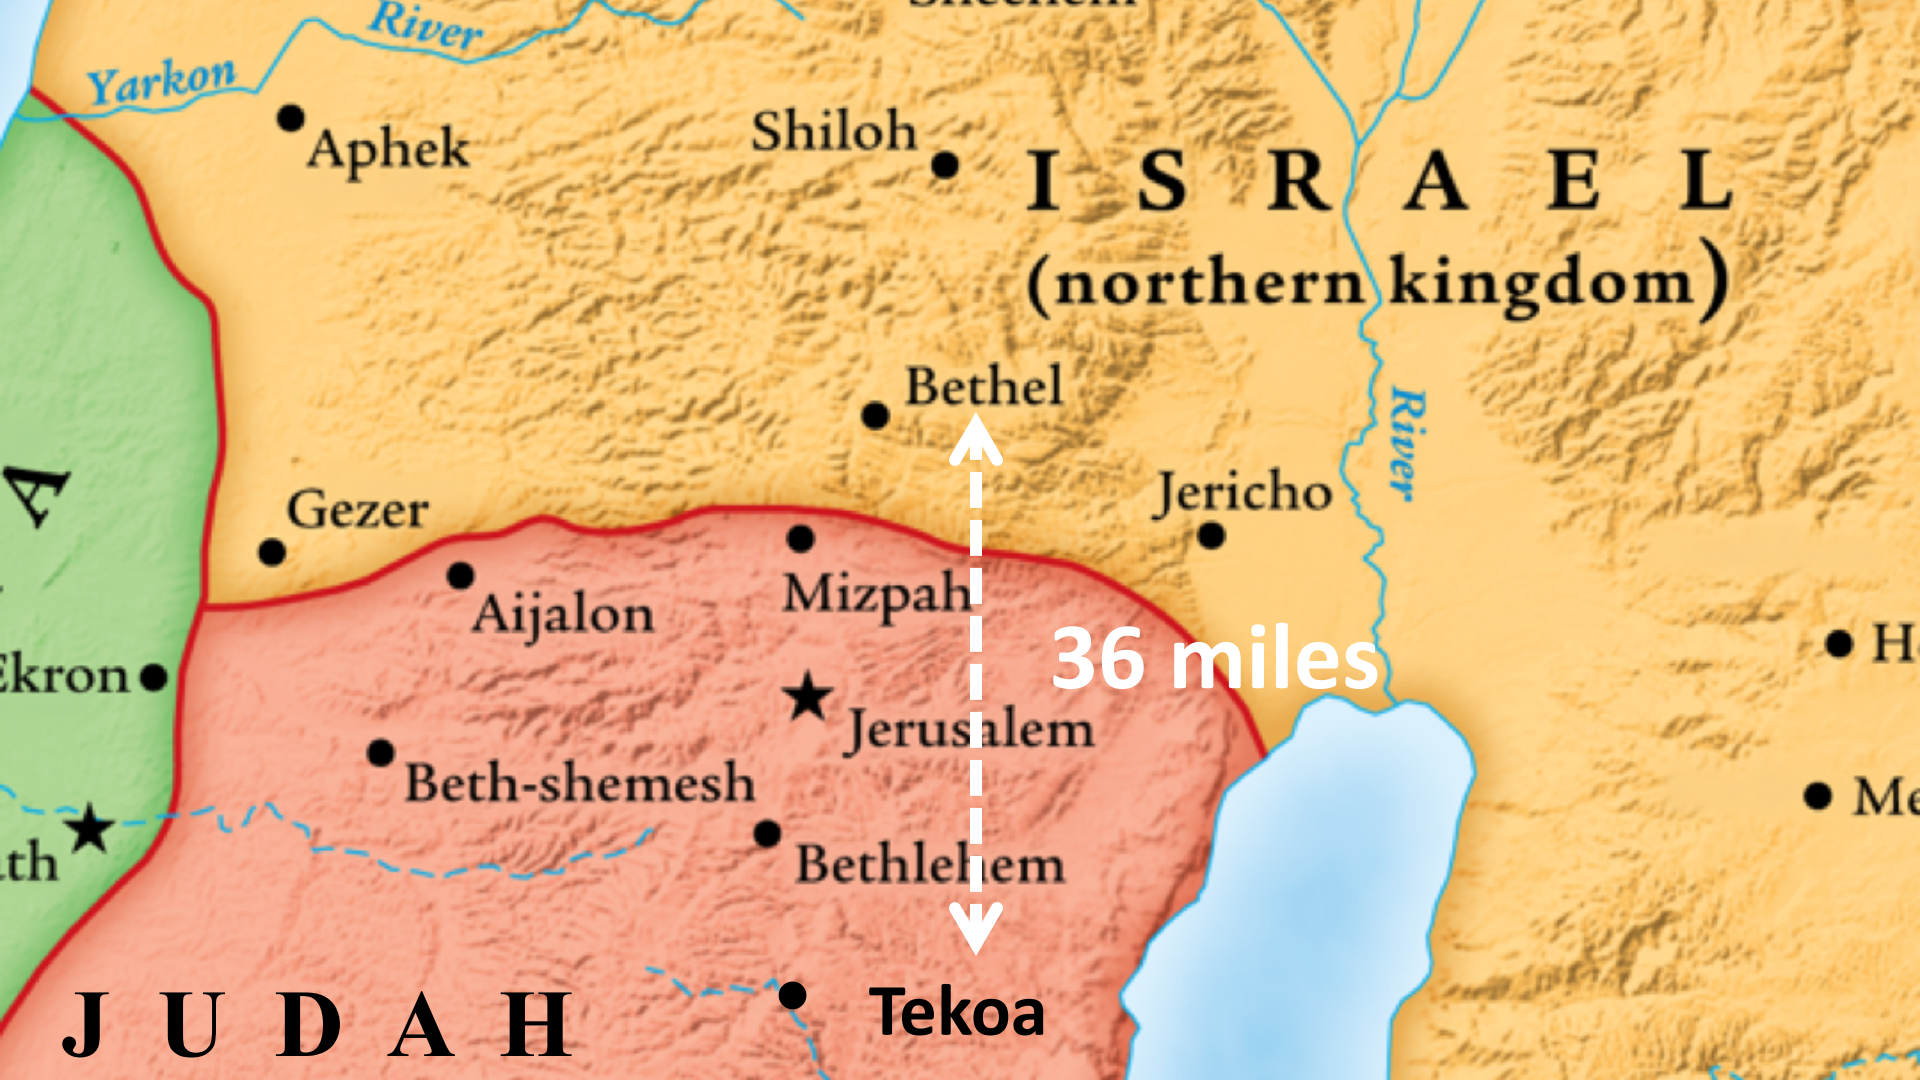 River
Yarkon
Aphek
Shiloh
I S R A E L
(northern kingdom)
Bethel
River
A
Jericho
Gezer
Mizpah
Aijalon
36 miles
Ekron
Jerusalem
Beth-shemesh
Bethlehem
J U D A H
Tekoa